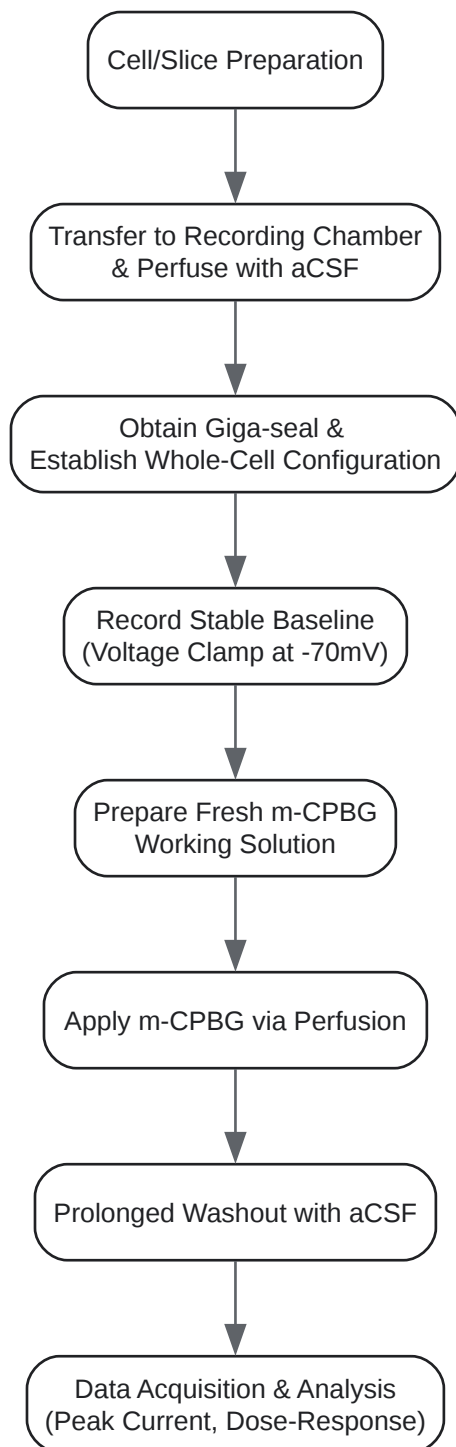 Cell/Slice Preparation
Transfer to Recording Chamber
& Perfuse with aCSF
Obtain Giga-seal &
Establish Whole-Cell Configuration
Record Stable Baseline
(Voltage Clamp at -70mV)
Prepare Fresh m-CPBG
Working Solution
Apply m-CPBG via Perfusion
Prolonged Washout with aCSF
Data Acquisition & Analysis
(Peak Current, Dose-Response)